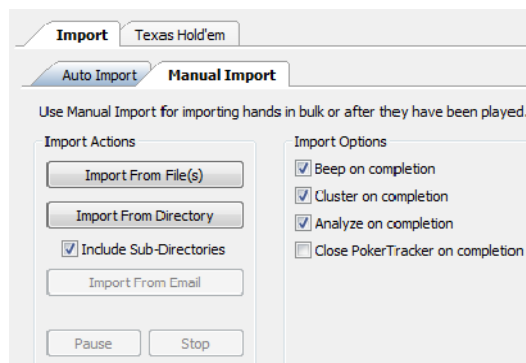 Import Texas Hold'em
Auto Import Manual Import
Use Manual Import for importing hands in bulk or after they have been played.
Import Actions
Import From File(s)
Import From Directory
Include Sub-Directories
Import From Email
Pause Stop
Import Options
Beep on completion
Cluster on completion
Analyze on completion
Close PokerTracker on completion